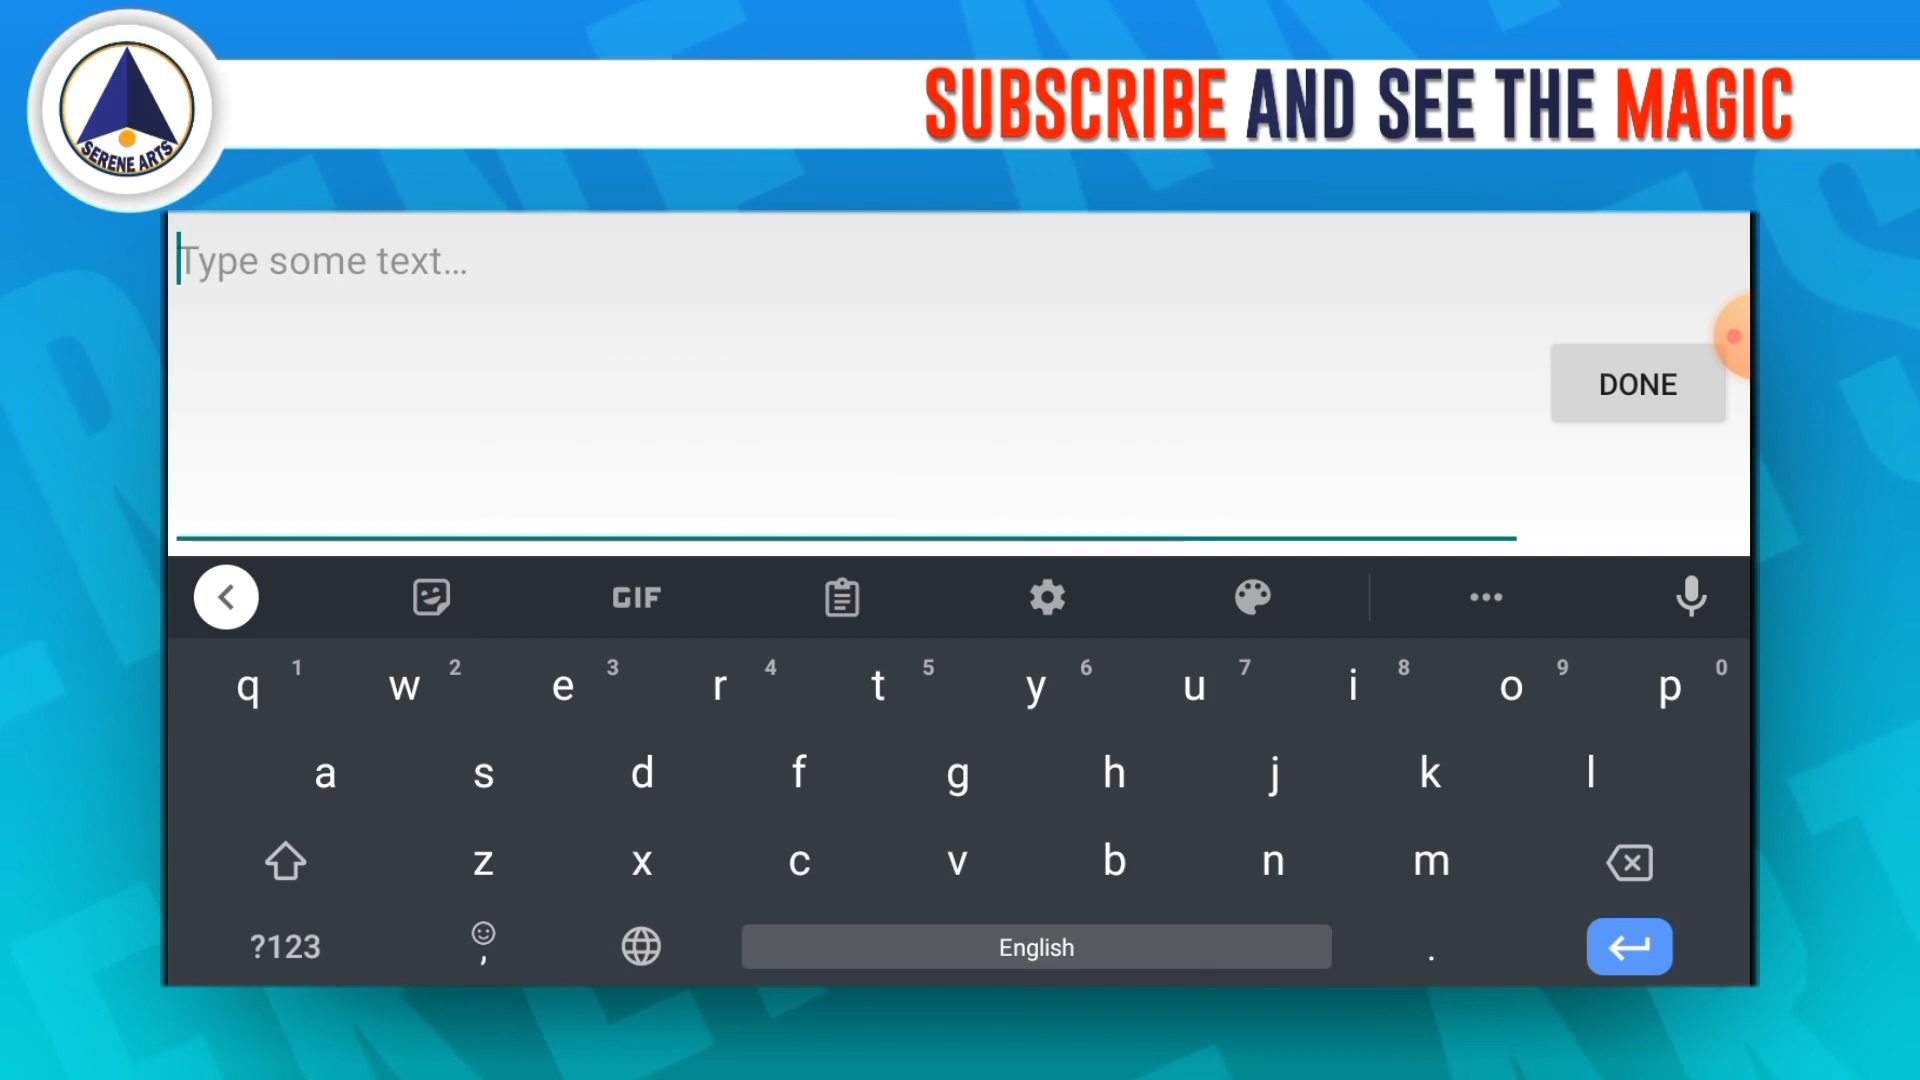 SUBSCRIBE AND SEE THE MAGIC
SERENE ARTS
Type some text...
DONE
GIF
q 1 w 2 e 3 r 4 t 5 y 6 u 7 i 8 o 9 p 0
a s d f g h j k l
z x c v b n m
?123 , English .